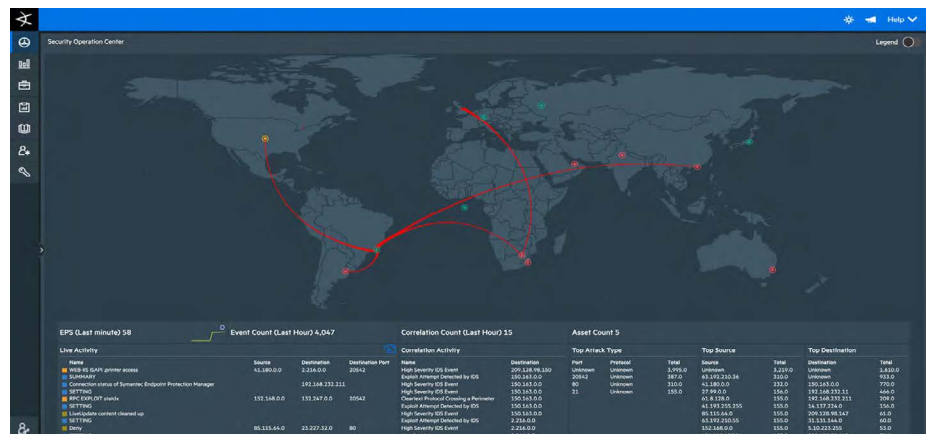 Help
Security Operation Center
Legend
EPS (Last minute) 58
0
Event Count (Last Hour) 4,047
Correlation Count (Last Hour) 15
Asset Count 5
Live Activity
Correlation Activity
Top Attack Type
Top Source
Top Destination
Name Source Destination Destination Port Name Destination Port Protocol Total Source Total Destination Total
WEB-IIS ISAPI .printer access 41.180.0.0 2.216.0.0 20542 High Severity IDS Event 209.128.98.150 Unknown Unknown 3,995.0 Unknown 3,219.0 Unknown 1,610.0
SUMMARY Exploit Attempt Detected by IDS 150.163.0.0 20542 Unknown 387.0 63.192.210.36 310.0 Unknown 933.0
Connection status of Symantec Endpoint Protection Manager 192.168.232.211 High Severity IDS Event 150.163.0.0 80 Unknown 310.0 41.180.0.0 232.0 150.163.0.0 770.0
SETTING High Severity IDS Event 150.163.0.0 21 Unknown 155.0 27.99.0.0 156.0 192.168.232.11 466.0
RPC EXPLOIT statdx 152.168.0.0 132.247.0.0 20542 Cleartext Protocol Crossing a Perimeter 150.163.0.0 61.8.128.0 155.0 192.168.232.211 209.0
SETTING Exploit Attempt Detected by IDS 150.163.0.0 41.193.255.255 155.0 14.137.224.0 156.0
LiveUpdate content cleaned up High Severity IDS Event 150.163.0.0 85.115.64.0 155.0 209.128.98.147 61.0
SETTING Exploit Attempt Detected by IDS 2.216.0.0 63.192.210.55 155.0 31.131.144.0 60.0
Deny 85.115.64.0 23.227.32.0 80 High Severity IDS Event 2.216.0.0 152.168.0.0 155.0 5.10.223.255 53.0